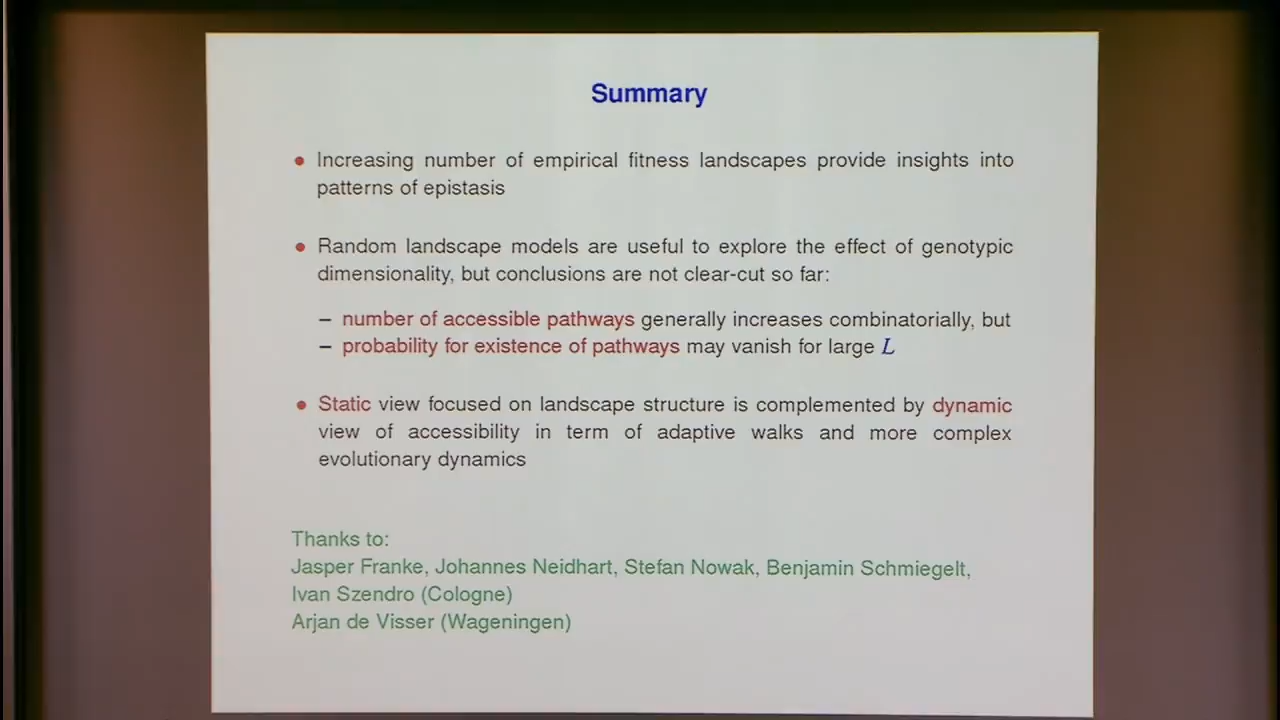 Summary
• Increasing number of empirical fitness landscapes provide insights into
patterns of epistasis
• Random landscape models are useful to explore the effect of genotypic
dimensionality, but conclusions are not clear-cut so far:
– number of accessible pathways generally increases combinatorially, but
– probability for existence of pathways may vanish for large L
• Static view focused on landscape structure is complemented by dynamic
view of accessibility in term of adaptive walks and more complex
evolutionary dynamics
Thanks to:
Jasper Franke, Johannes Neidhart, Stefan Nowak, Benjamin Schmiegelt,
Ivan Szendro (Cologne)
Arjan de Visser (Wageningen)